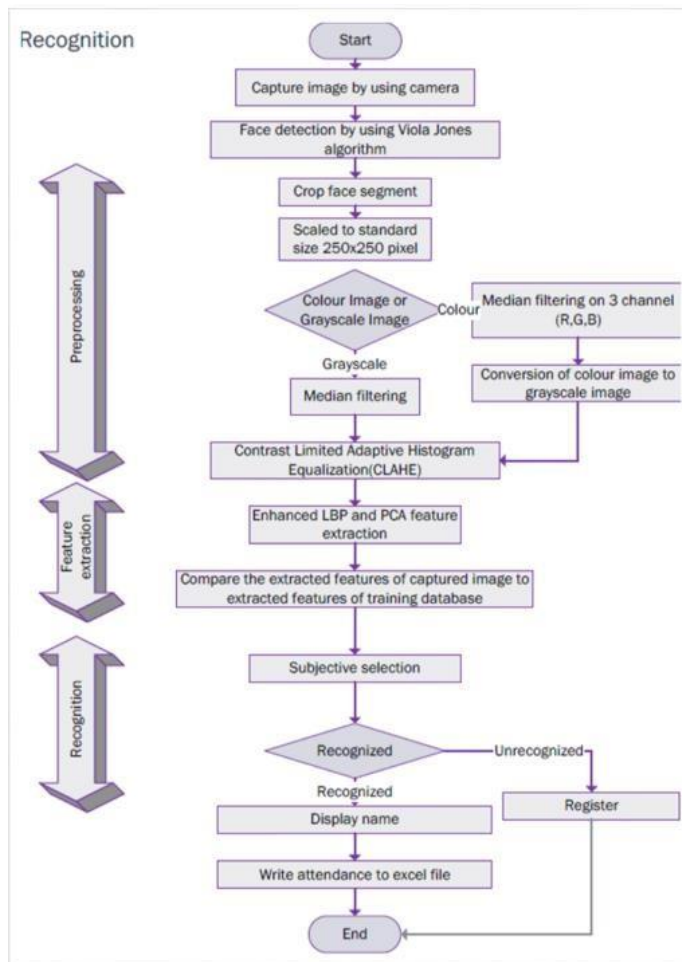 Recognition
Start
Capture image by using camera
Face detection by using Viola Jones
algorithm
Crop face segment
Scaled to standard
size 250x250 pixel
Preprocessing
Colour Image or
Grayscale Image
Colour
Median filtering on 3 channel
(R,G,B)
Grayscale
Conversion of colour image to
grayscale image
Median filtering
Contrast Limited Adaptive Histogram
Equalization(CLAHE)
Feature
extraction
Enhanced LBP and PCA feature
extraction
Compare the extracted features of captured image to
extracted features of training database
Recognition
Subjective selection
Recognized
Unrecognized
Recognized
Register
Display name
Write attendance to excel file
End